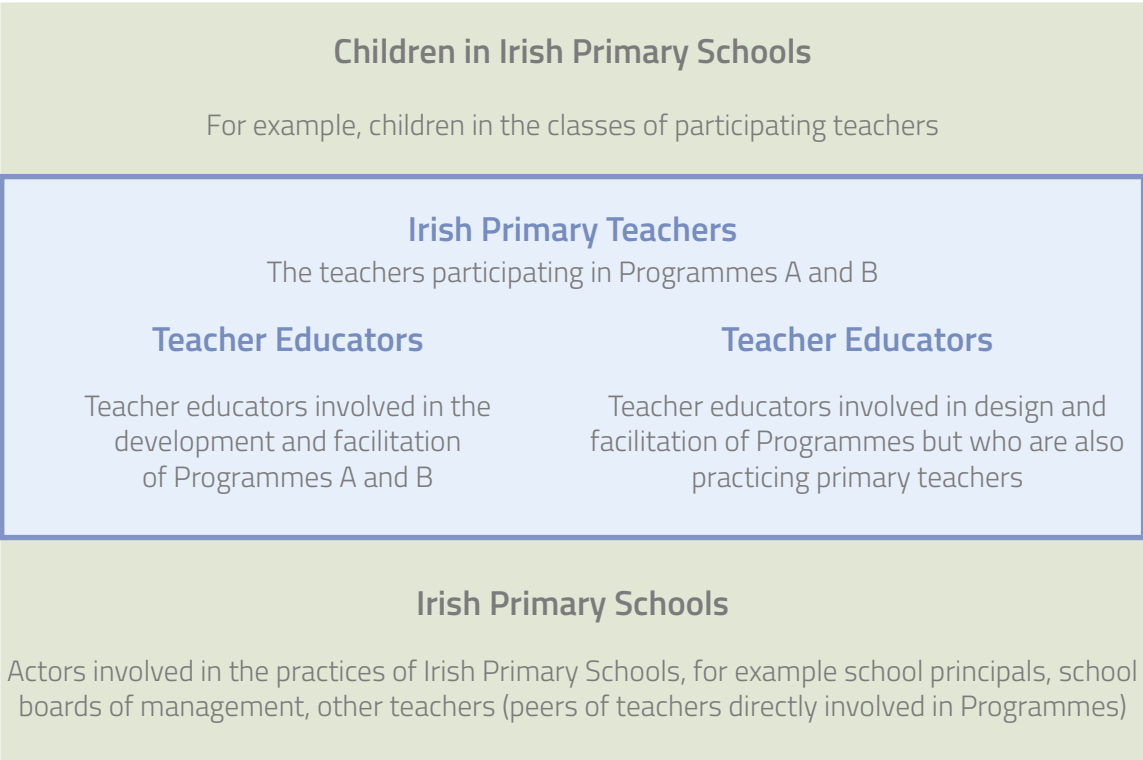 Children in Irish Primary Schools
For example, children in the classes of participating teachers
Irish Primary Teachers
The teachers participating in Programmes A and B
Teacher Educators
Teacher educators involved in the
development and facilitation
of Programmes A and B
Teacher Educators
Teacher educators involved in design and
facilitation of Programmes but who are also
practicing primary teachers
Irish Primary Schools
Actors involved in the practices of Irish Primary Schools, for example school principals, school
boards of management, other teachers (peers of teachers directly involved in Programmes)